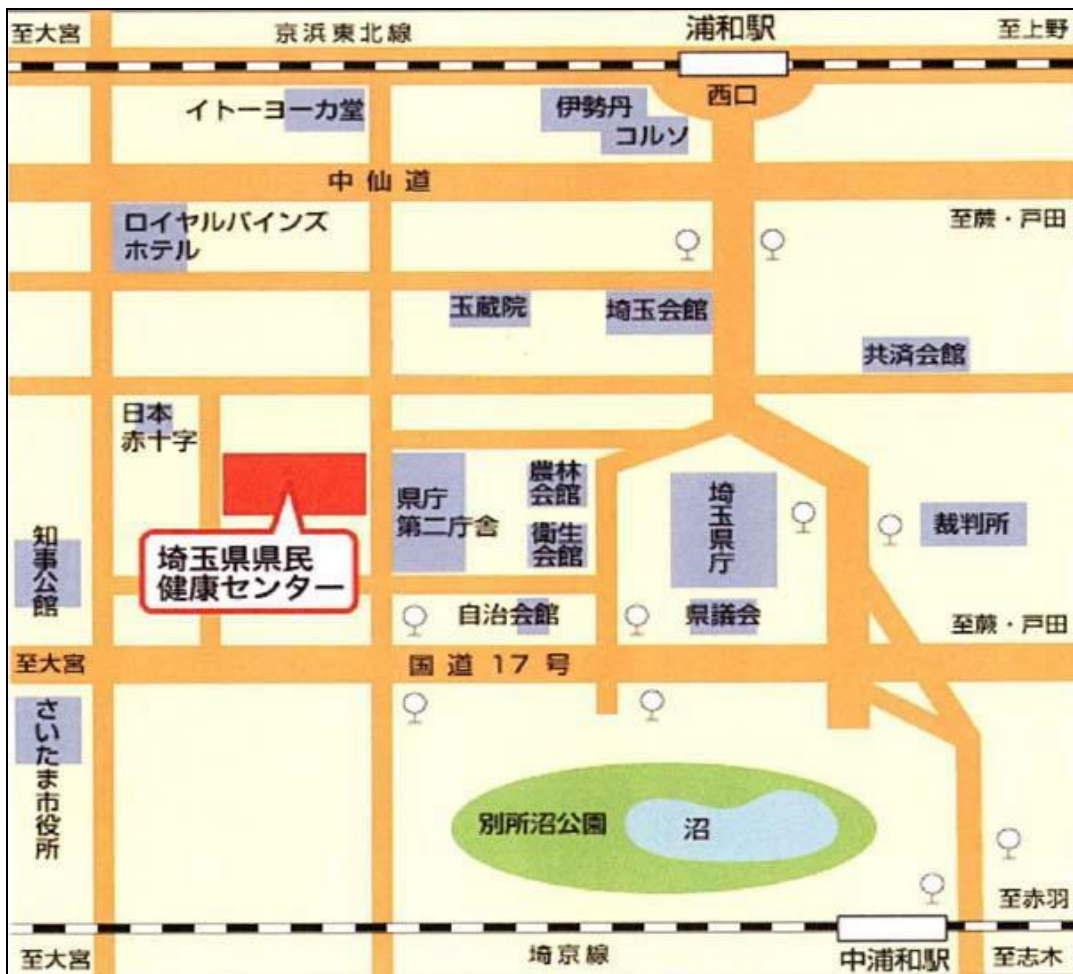 至大宮
京浜東北線
浦和駅
至上野
西口
イトーヨーカ堂
伊勢丹
コルソ
中仙道
ロイヤルパインズ
ホテル
至蕨・戸田
玉蔵院
埼玉会館
共済会館
日本
赤十字
県庁
第二庁舎
農林
会館
衛生
会館
埼玉県庁
裁判所
知事公館
埼玉県県民
健康センター
自治会館
県議会
至蕨・戸田
至大宮
国道17号
さいたま市役所
別所沼公園
沼
至赤羽
至大宮
埼京線
中浦和駅
至志木